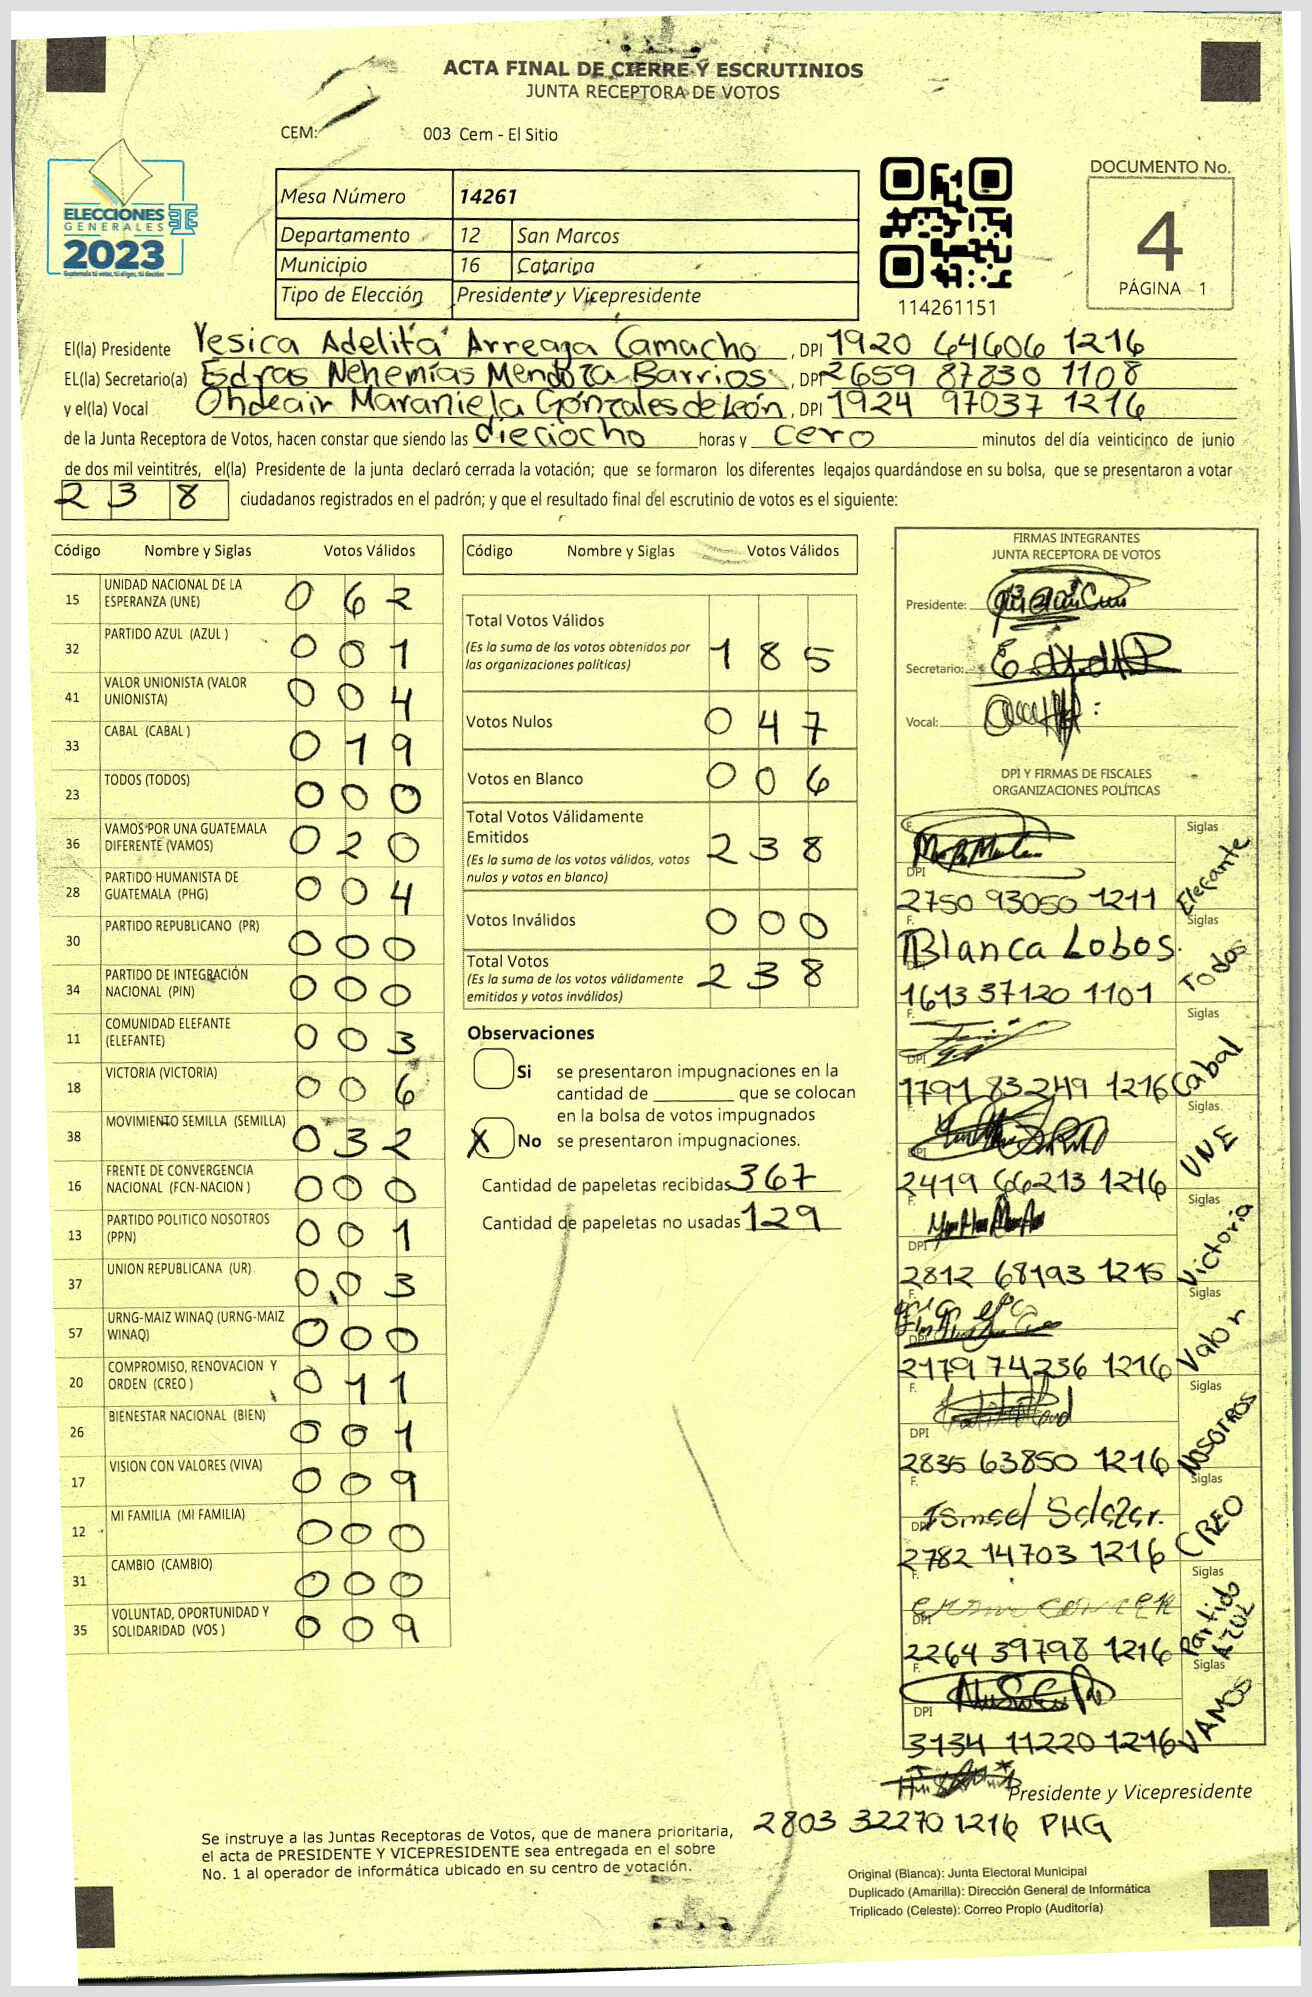 ACTA FINAL DE CIERRE Y ESCRUTINIOS
JUNTA RECEPTORA DE VOTOS
CEM: 003 Cem - El Sitio
ELECCIONES
GENERALES
2023
Guatemala tú votas, tú eliges, tú decides
Mesa Número 14261
Departamento 12 San Marcos
Municipio 16 Catarina
Tipo de Elección Presidente y Vicepresidente
114261151
DOCUMENTO No.
4
PÁGINA 1
El(la) Presidente Yesica Adelita Arreaga Camacho, DPI 1920 64606 1216
EL(la) Secretario(a) Esdras Nehemías Mendoza Barrios, DPI 2659 87830 1108
y el(la) Vocal Ohdeair Maraniela Gónzales de León, DPI 1924 97037 1216
de la Junta Receptora de Votos, hacen constar que siendo las dieciocho horas y cero minutos del día veinticinco de junio
de dos mil veintitrés, el(la) Presidente de la junta declaró cerrada la votación; que se formaron los diferentes legajos guardándose en su bolsa, que se presentaron a votar
2 3 8 ciudadanos registrados en el padrón; y que el resultado final del escrutinio de votos es el siguiente:
Código Nombre y Siglas Votos Válidos
15 UNIDAD NACIONAL DE LA ESPERANZA (UNE) 0 6 2
32 PARTIDO AZUL (AZUL ) 0 0 1
41 VALOR UNIONISTA (VALOR UNIONISTA) 0 0 4
33 CABAL (CABAL ) 0 1 9
23 TODOS (TODOS) 0 0 0
36 VAMOS POR UNA GUATEMALA DIFERENTE (VAMOS) 0 2 0
28 PARTIDO HUMANISTA DE GUATEMALA (PHG) 0 0 4
30 PARTIDO REPUBLICANO (PR) 0 0 0
34 PARTIDO DE INTEGRACIÓN NACIONAL (PIN) 0 0 0
11 COMUNIDAD ELEFANTE (ELEFANTE) 0 0 3
18 VICTORIA (VICTORIA) 0 0 6
38 MOVIMIENTO SEMILLA (SEMILLA) 0 3 2
16 FRENTE DE CONVERGENCIA NACIONAL (FCN-NACION ) 0 0 0
13 PARTIDO POLITICO NOSOTROS (PPN) 0 0 1
37 UNION REPUBLICANA (UR) 0 0 3
57 URNG-MAIZ WINAQ (URNG-MAIZ WINAQ) 0 0 0
20 COMPROMISO, RENOVACION Y ORDEN (CREO ) 0 1 1
26 BIENESTAR NACIONAL (BIEN) 0 0 1
17 VISION CON VALORES (VIVA) 0 0 9
12 MI FAMILIA (MI FAMILIA) 0 0 0
31 CAMBIO (CAMBIO) 0 0 0
35 VOLUNTAD, OPORTUNIDAD Y SOLIDARIDAD (VOS ) 0 0 9
Código Nombre y Siglas Votos Válidos
Total Votos Válidos 1 8 5
(Es la suma de los votos obtenidos por
las organizaciones políticas)
Votos Nulos 0 4 7
Votos en Blanco 0 0 6
Total Votos Válidamente
Emitidos 2 3 8
(Es la suma de los votos válidos, votos
nulos y votos en blanco)
Votos Inválidos 0 0 0
Total Votos 2 3 8
(Es la suma de los votos válidamente
emitidos y votos inválidos)
Observaciones
Si se presentaron impugnaciones en la
cantidad de ________ que se colocan
en la bolsa de votos impugnados
X No se presentaron impugnaciones.
Cantidad de papeletas recibidas 367
Cantidad de papeletas no usadas 129
FIRMAS INTEGRANTES
JUNTA RECEPTORA DE VOTOS
Presidente:
Secretario:
Vocal:
DPI Y FIRMAS DE FISCALES
ORGANIZACIONES POLÍTICAS
F. Siglas
DPI 2750 93050 1211 Elefante
F. Siglas
Blanca Lobos.
DPI 1613 37120 1101 Todos
F. Siglas
DPI 1791 83249 1216 Cabal
Siglas
DPI 2419 66213 1216 UNE
F. Siglas
DPI 2812 68193 1215 Victoria
F. Siglas
DPI 2179 74236 1216 Valor
F. Siglas
DPI 2835 63850 1216 NOSOTROS
F. Siglas
Ismael Salazar.
DPI 2782 14703 1216 CREO
F. Siglas
DPI 2264 39798 1216 Partido AZUL
F. Siglas
DPI 3134 11220 1216 VAMOS
Presidente y Vicepresidente
2803 32270 1216 PHG
Se instruye a las Juntas Receptoras de Votos, que de manera prioritaria,
el acta de PRESIDENTE Y VICEPRESIDENTE sea entregada en el sobre
No. 1 al operador de informática ubicado en su centro de votación.
Original (Blanca): Junta Electoral Municipal
Duplicado (Amarilla): Dirección General de Informática
Triplicado (Celeste): Correo Propio (Auditoría)